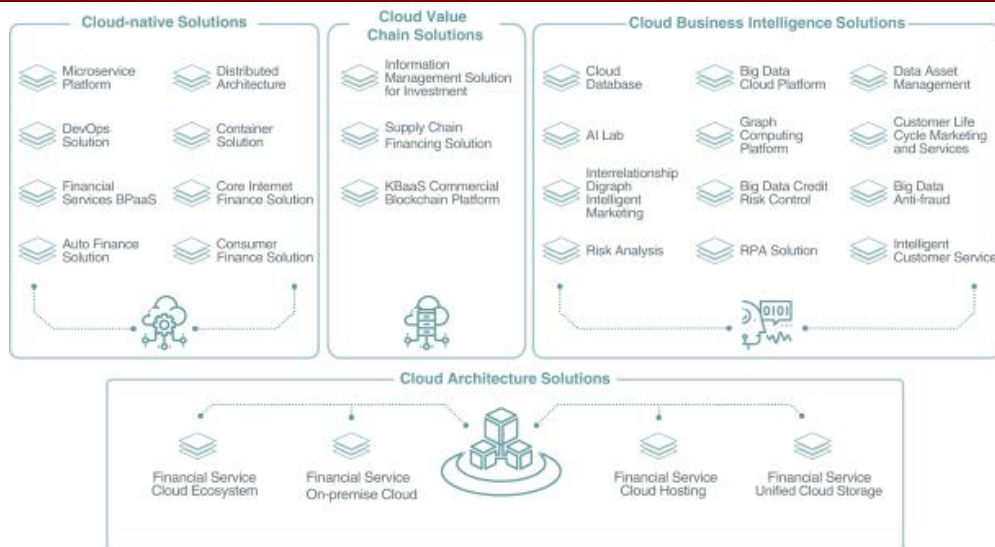 Cloud-native Solutions
Microservice
Platform
Distributed
Architecture
DevOps
Solution
Container
Solution
Financial
Services BPaaS
Core Internet
Finance Solution
Auto Finance
Solution
Consumer
Finance Solution
Cloud Value
Chain Solutions
Information
Management Solution
for Investment
Supply Chain
Financing Solution
KBaaS Commercial
Blockchain Platform
Cloud Business Intelligence Solutions
Cloud
Database
Big Data
Cloud Platform
Data Asset
Management
AI Lab
Graph
Computing
Platform
Customer Life
Cycle Marketing
and Services
Interrelationship
Digraph
Intelligent
Marketing
Big Data Credit
Risk Control
Big Data
Anti-fraud
Risk Analysis
RPA Solution
Intelligent
Customer Service
0101
Cloud Architecture Solutions
Financial Service
Cloud Ecosystem
Financial Service
On-premise Cloud
Financial Service
Cloud Hosting
Financial Service
Unified Cloud Storage